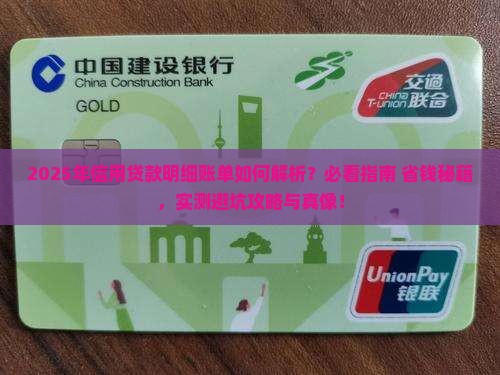 中国建设银行
China Construction Bank
GOLD
交通
CHINA
T-UNION 联合
2025年信用贷款明细账单如何解析？必看指南 省钱秘籍
，实测避坑攻略与真像！
UnionPay
银联